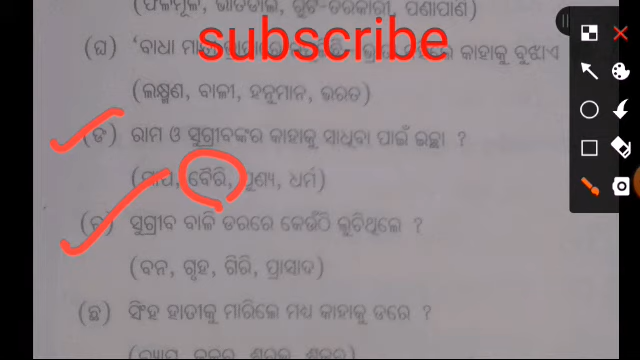 (ଫଳମୂଳ, ଭାତଡାଲି, ରୁଟି-ତରକାରୀ, ପଣାପାଣି)
subscribe
(ଘ) 'ବାଧା କାହାକୁ ବୁଝାଏ
(ଲକ୍ଷ୍ମଣ, ବାଳୀ, ହନୁମାନ, ଭରତ)
(ଙ) ରାମ ଓ ସୁଗ୍ରୀବଙ୍କର କାହାକୁ ସାଧିବା ପାଇଁ ଇଚ୍ଛା ?
(ପାପ, ବୈରି, ପୁଣ୍ୟ, ଧର୍ମ)
(ଚ) ସୁଗ୍ରୀବ ବାଳି ଡରରେ କେଉଁଠି ଲୁଚିଥିଲେ ?
(ବନ, ଗୃହ, ଗିରି, ପ୍ରାସାଦ)
(ଛ) ସିଂହ ହାତୀକୁ ମାରିଲେ ମଧ୍ୟ କାହାକୁ ଡରେ ?